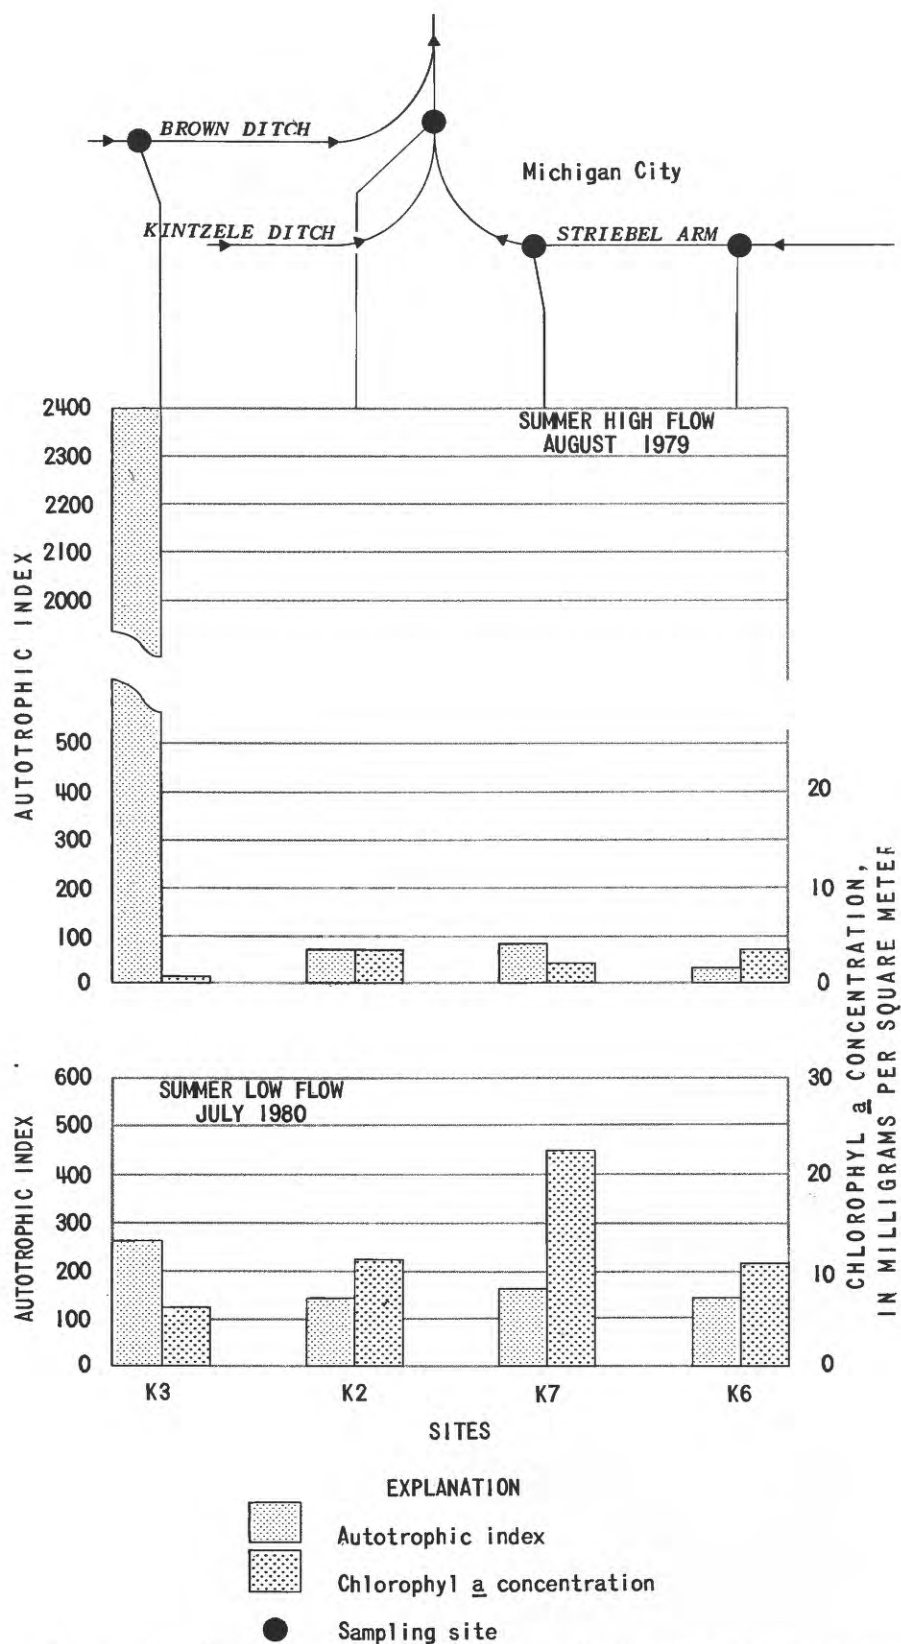 BROWN DITCH
Michigan City
KINTZELE DITCH
STRIEBEL ARM
SUMMER HIGH FLOW
AUGUST 1979
AUTOTROPHIC INDEX
2400
2300
2200
2100
2000
500
400
300
200
100
0
20
10
0
CHLOROPHYL a CONCENTRATION,
IN MILLIGRAMS PER SQUARE METER
SUMMER LOW FLOW
JULY 1980
AUTOTROPHIC INDEX
600
500
400
300
200
100
0
30
20
10
0
K3 K2 K7 K6
SITES
EXPLANATION
Autotrophic index
Chlorophyl a concentration
Sampling site